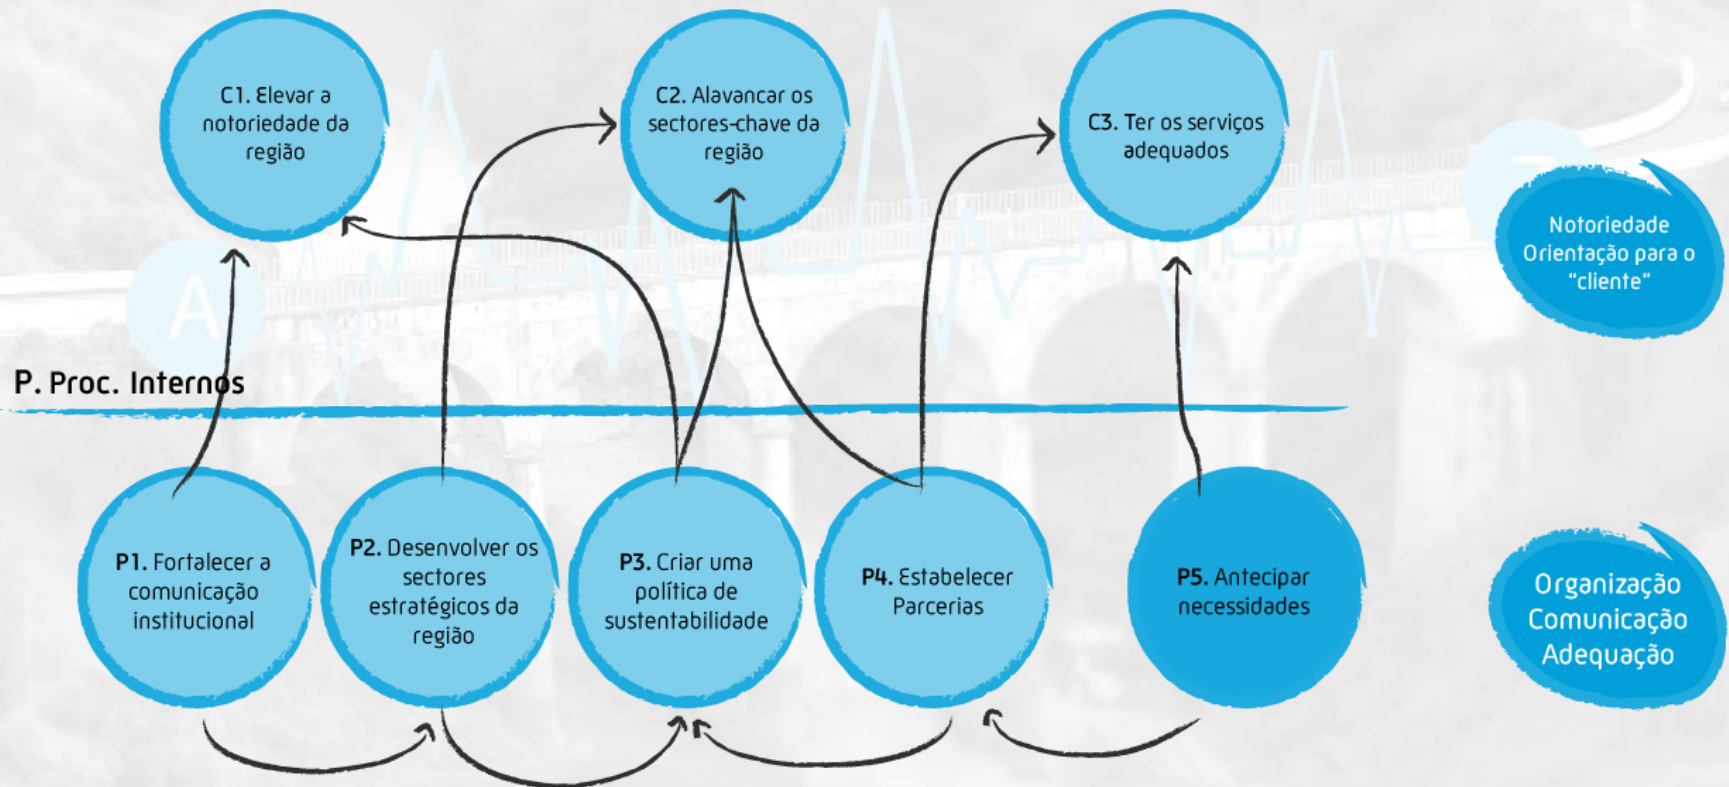 C1. Elevar a
notoriedade da
região
C2. Alavancar os
sectores-chave da
região
C3. Ter os serviços
adequados
Notoriedade
Orientação para o
“cliente”
A
P. Proc. Internos
P1. Fortalecer a
comunicação
institucional
P2. Desenvolver os
sectores
estratégicos da
região
P3. Criar uma
política de
sustentabilidade
P4. Estabelecer
Parcerias
P5. Antecipar
necessidades
Organização
Comunicação
Adequação